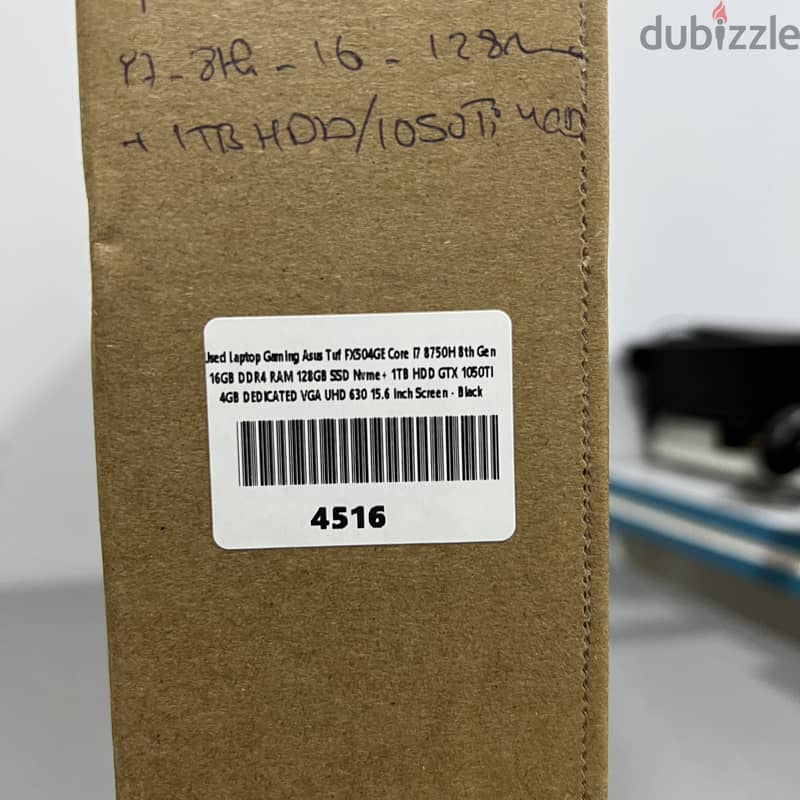 dubizzle
i7 - 8th - 16 - 128
+ 1TB HDD/1050Ti 4GB
Used Laptop Gaming Asus Tuf FX504GE Core I7 8750H 8th Gen
16GB DDR4 RAM 128GB SSD Nvme+ 1TB HDD GTX 1050TI
4GB DEDICATED VGA UHD 630 15.6 Inch Screen - Black
4516